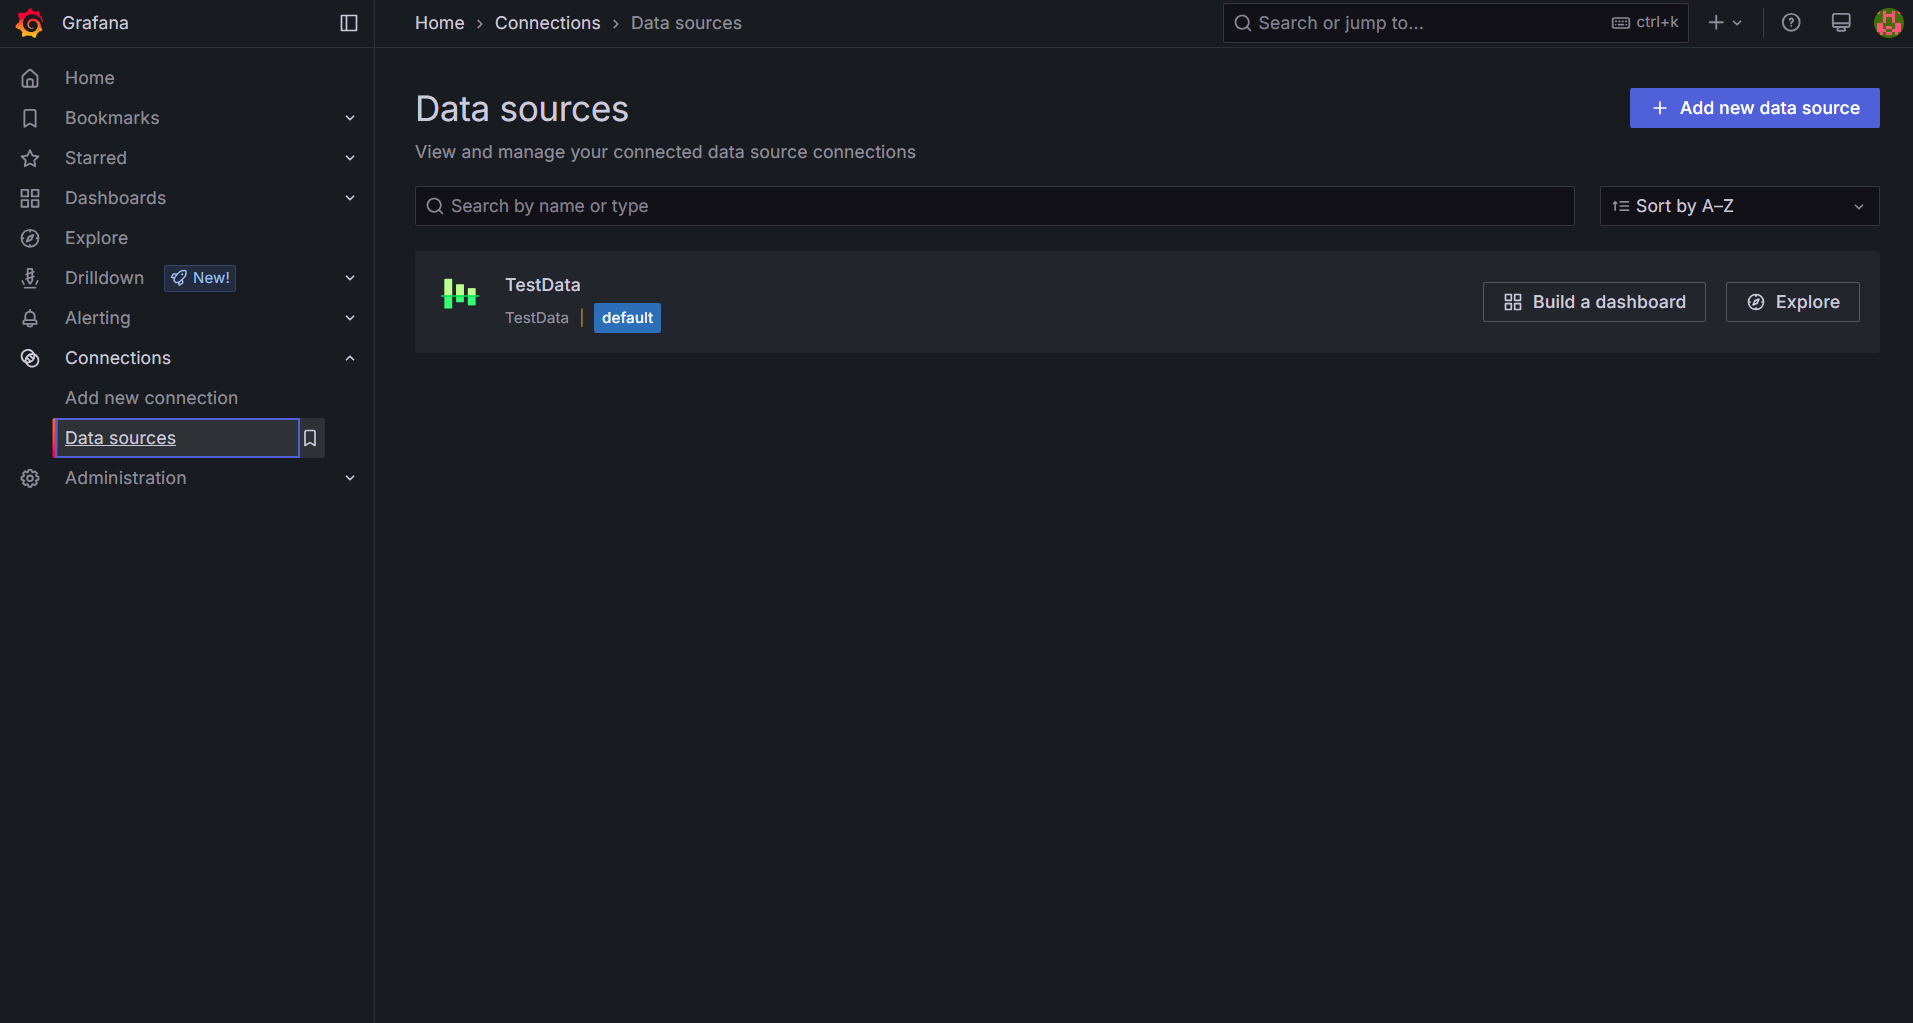 Grafana
Home › Connections › Data sources
Search or jump to...
ctrl+k
Home
Bookmarks
Starred
Dashboards
Explore
Drilldown
New!
Alerting
Connections
Add new connection
Data sources
Administration
Data sources
Add new data source
View and manage your connected data source connections
Search by name or type
Sort by A–Z
TestData
TestData | default
Build a dashboard
Explore